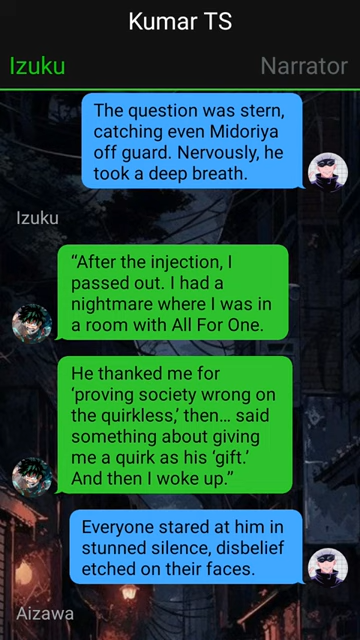 Kumar TS
Izuku
Narrator
The question was stern,
catching even Midoriya
off guard. Nervously, he
took a deep breath.
Izuku
“After the injection, I
passed out. I had a
nightmare where I was in
a room with All For One.
He thanked me for
‘proving society wrong on
the quirkless,’ then… said
something about giving
me a quirk as his ‘gift.’
And then I woke up.”
Everyone stared at him in
stunned silence, disbelief
etched on their faces.
Aizawa